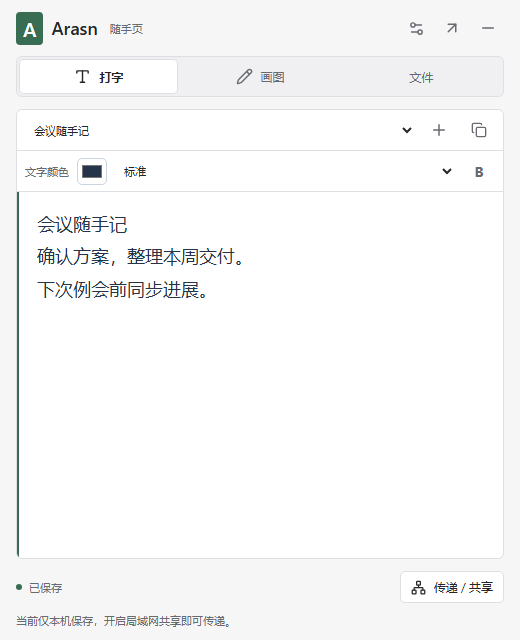 A Arasn 随手页
打字 画图 文件
会议随手记
文字颜色 标准 B
会议随手记
确认方案，整理本周交付。
下次例会前同步进展。
已保存 传递 / 共享
当前仅本机保存，开启局域网共享即可传递。